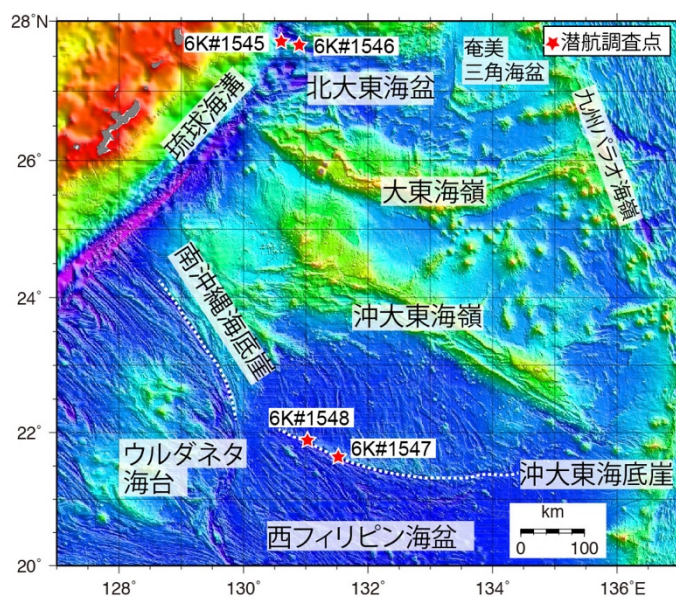 28°N
26°
24°
22°
20°
128°
130°
132°
134°
136°E
6K#1545
6K#1546
奄美
三角海盆
★潜航調査点
北大東海盆
琉球海溝
九州パラオ海嶺
大東海嶺
南沖縄海底崖
沖大東海嶺
6K#1548
6K#1547
ウルダネタ
海台
沖大東海底崖
西フィリピン海盆
km
0
100